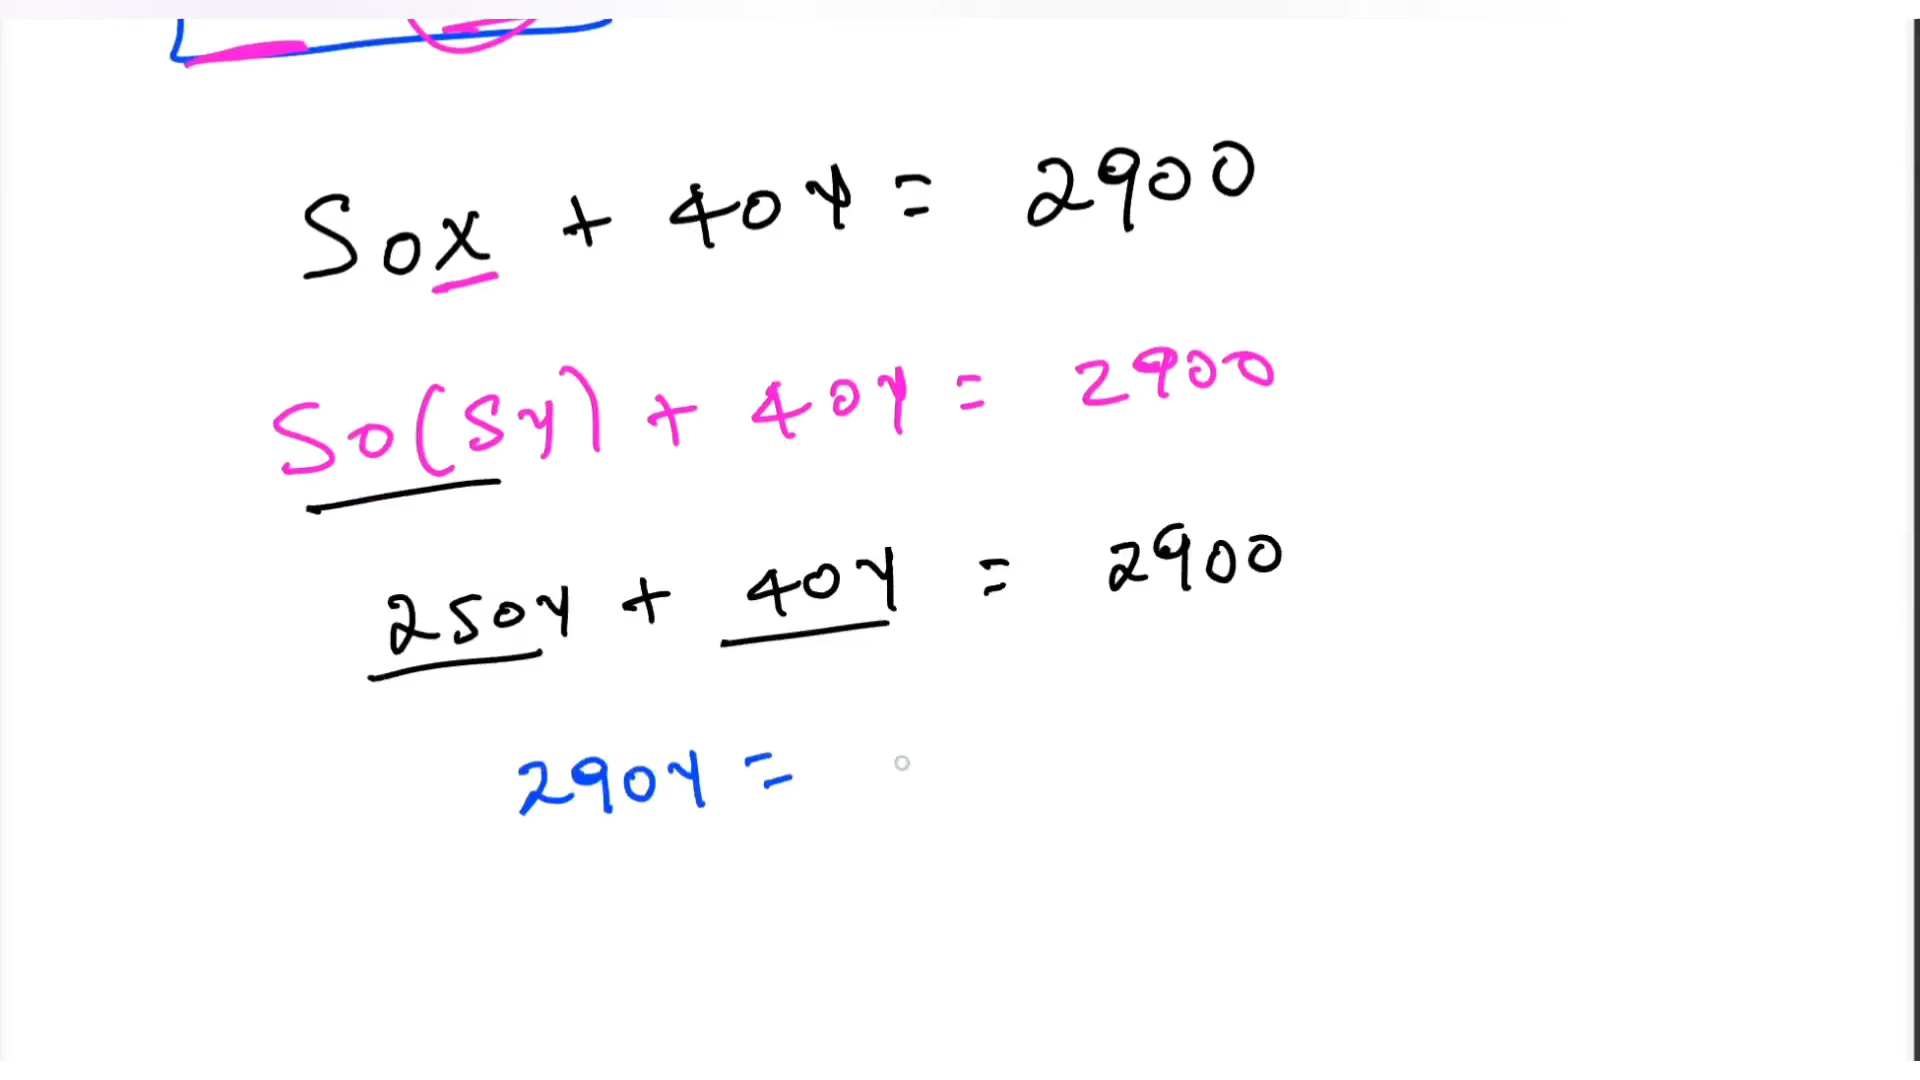 50x + 40y = 2900
50(5y) + 40y = 2900
250y + 40y = 2900
290y =